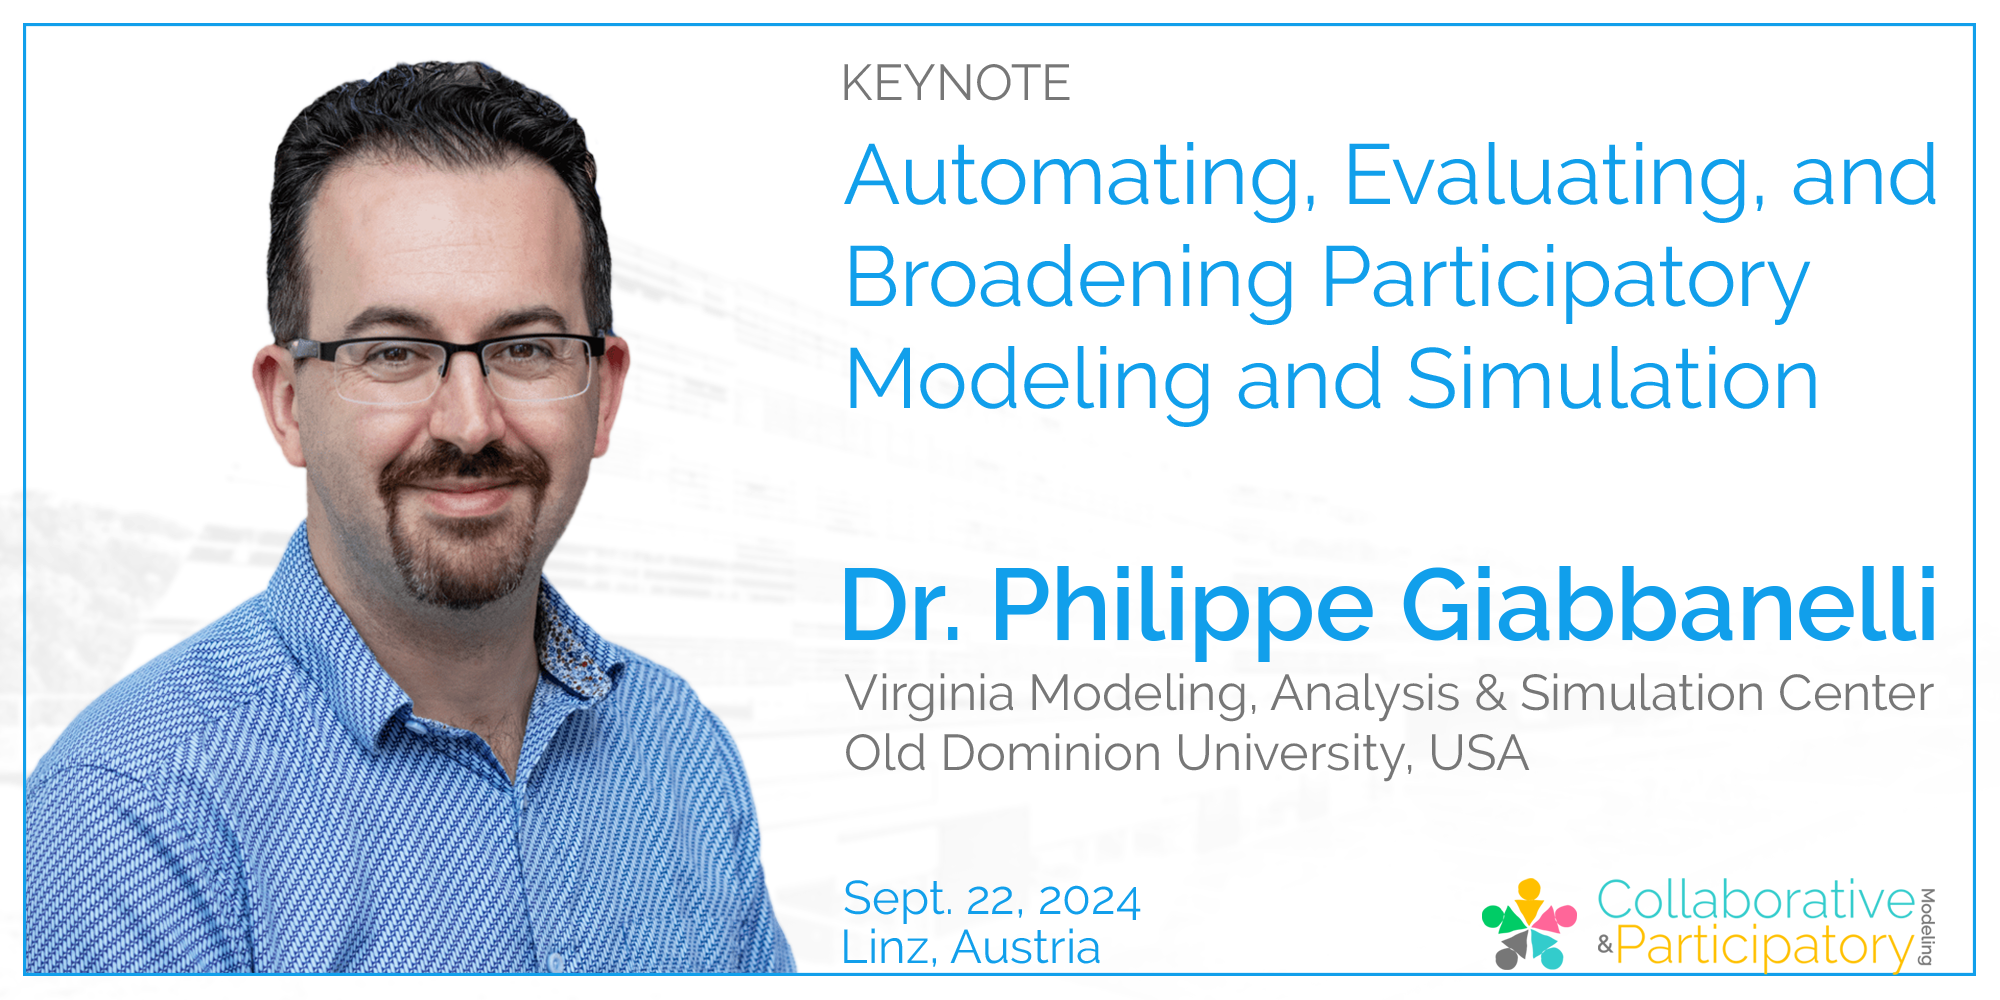 KEYNOTE
Automating, Evaluating, and
Broadening Participatory
Modeling and Simulation
Dr. Philippe Giabbanelli
Virginia Modeling, Analysis & Simulation Center
Old Dominion University, USA
Sept. 22, 2024
Linz, Austria
Collaborative
&Participatory
Modeling